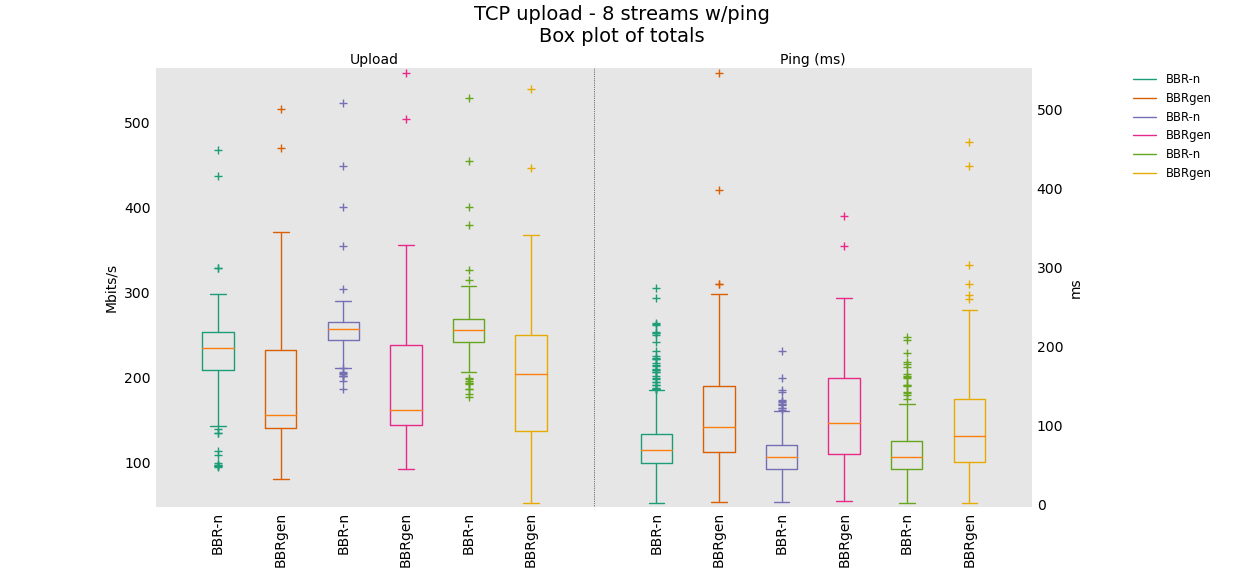 TCP upload - 8 streams w/ping
Box plot of totals
Upload
Ping (ms)
Mbits/s
500
400
300
200
100
500
400
300
200
100
0
ms
BBR-n
BBRgen
BBR-n
BBRgen
BBR-n
BBRgen
BBR-n
BBRgen
BBR-n
BBRgen
BBR-n
BBRgen
BBR-n
BBRgen
BBR-n
BBRgen
BBR-n
BBRgen